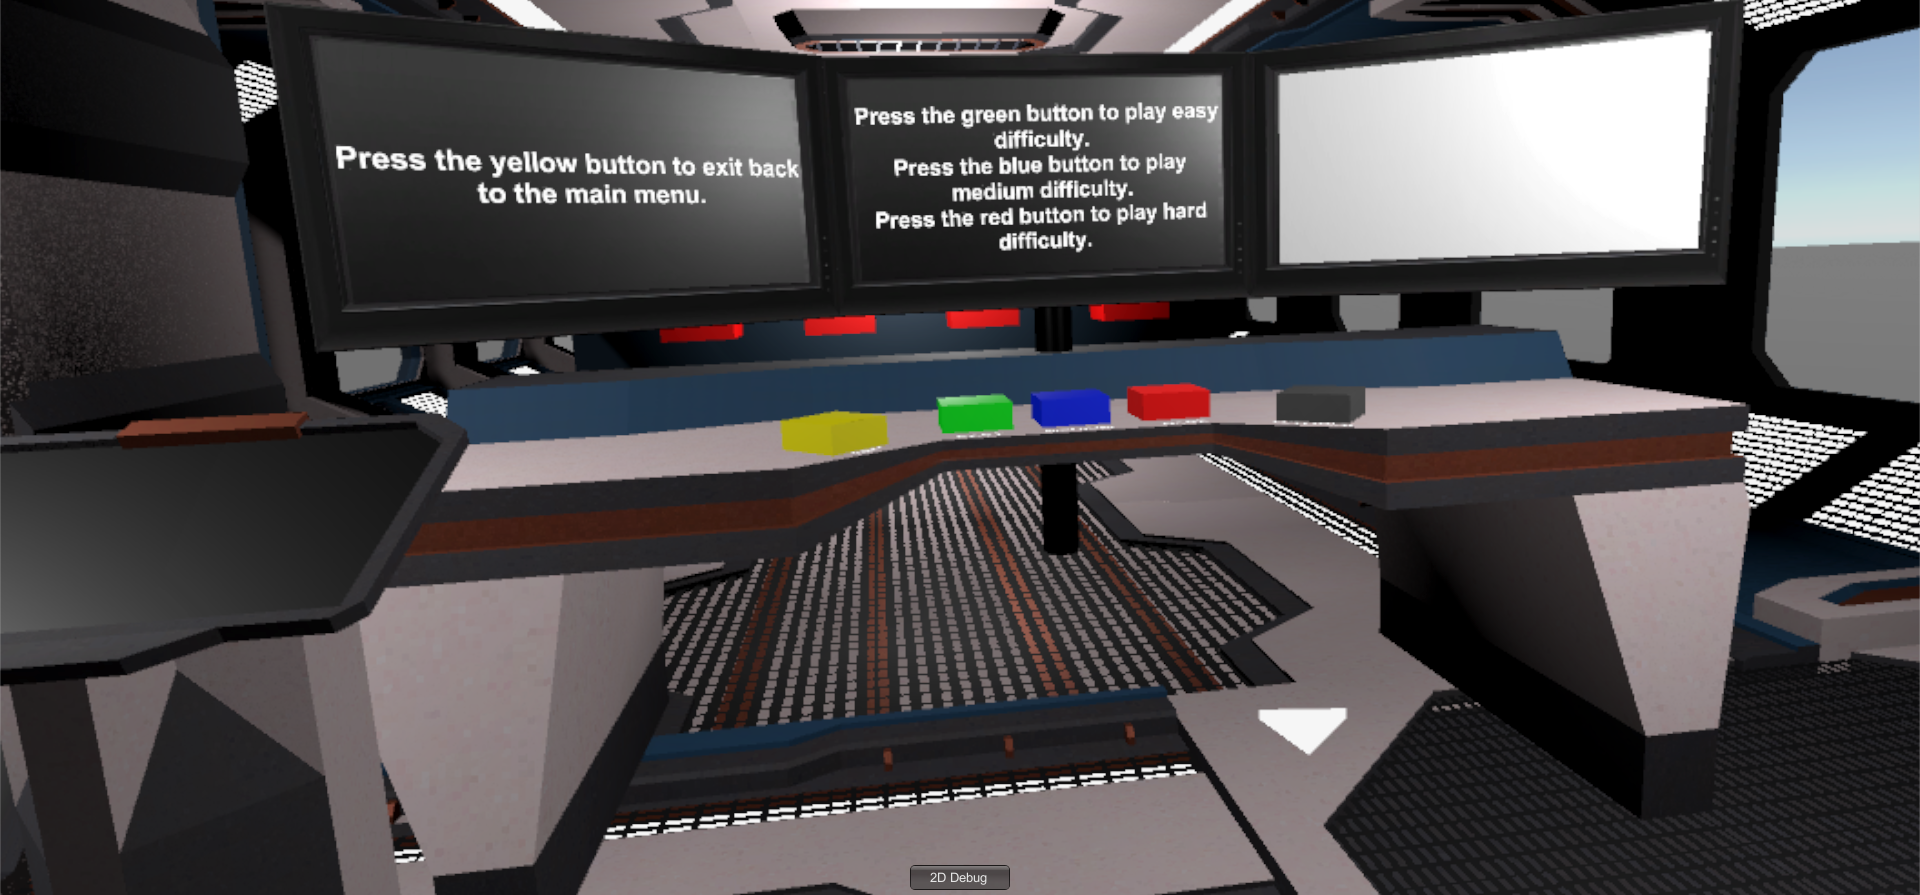 Press the yellow button to exit back
to the main menu.
Press the green button to play easy
difficulty.
Press the blue button to play
medium difficulty.
Press the red button to play hard
difficulty.
2D Debug